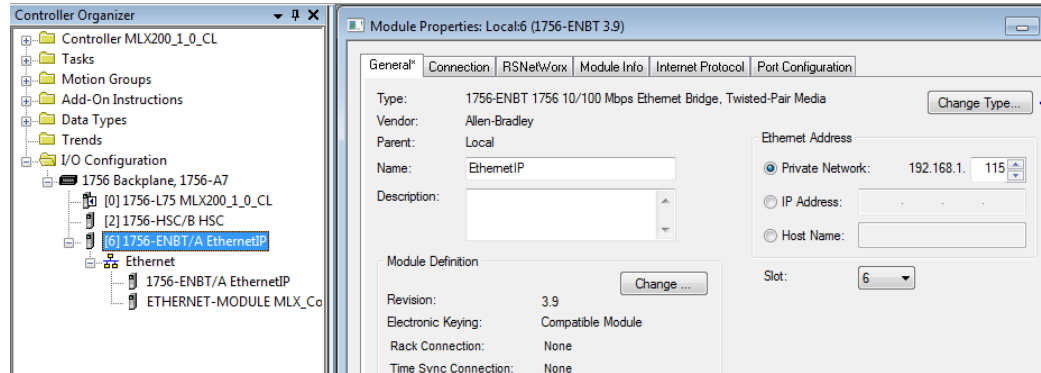 Controller Organizer
Controller MLX200_1_0_CL
Tasks
Motion Groups
Add-On Instructions
Data Types
Trends
I/O Configuration
1756 Backplane, 1756-A7
[0] 1756-L75 MLX200_1_0_CL
[2] 1756-HSC/B HSC
[6] 1756-ENBT/A EthernetIP
Ethernet
1756-ENBT/A EthernetIP
ETHERNET-MODULE MLX_Co
Module Properties: Local:6 (1756-ENBT 3.9)
General* Connection RSNetWorx Module Info Internet Protocol Port Configuration
Type: 1756-ENBT 1756 10/100 Mbps Ethernet Bridge, Twisted-Pair Media
Change Type...
Vendor: Allen-Bradley
Parent: Local
Name: EthernetIP
Description:
Ethernet Address
Private Network: 192.168.1. 115
IP Address: . . .
Host Name:
Slot: 6
Module Definition
Change ...
Revision: 3.9
Electronic Keying: Compatible Module
Rack Connection: None
Time Sync Connection: None